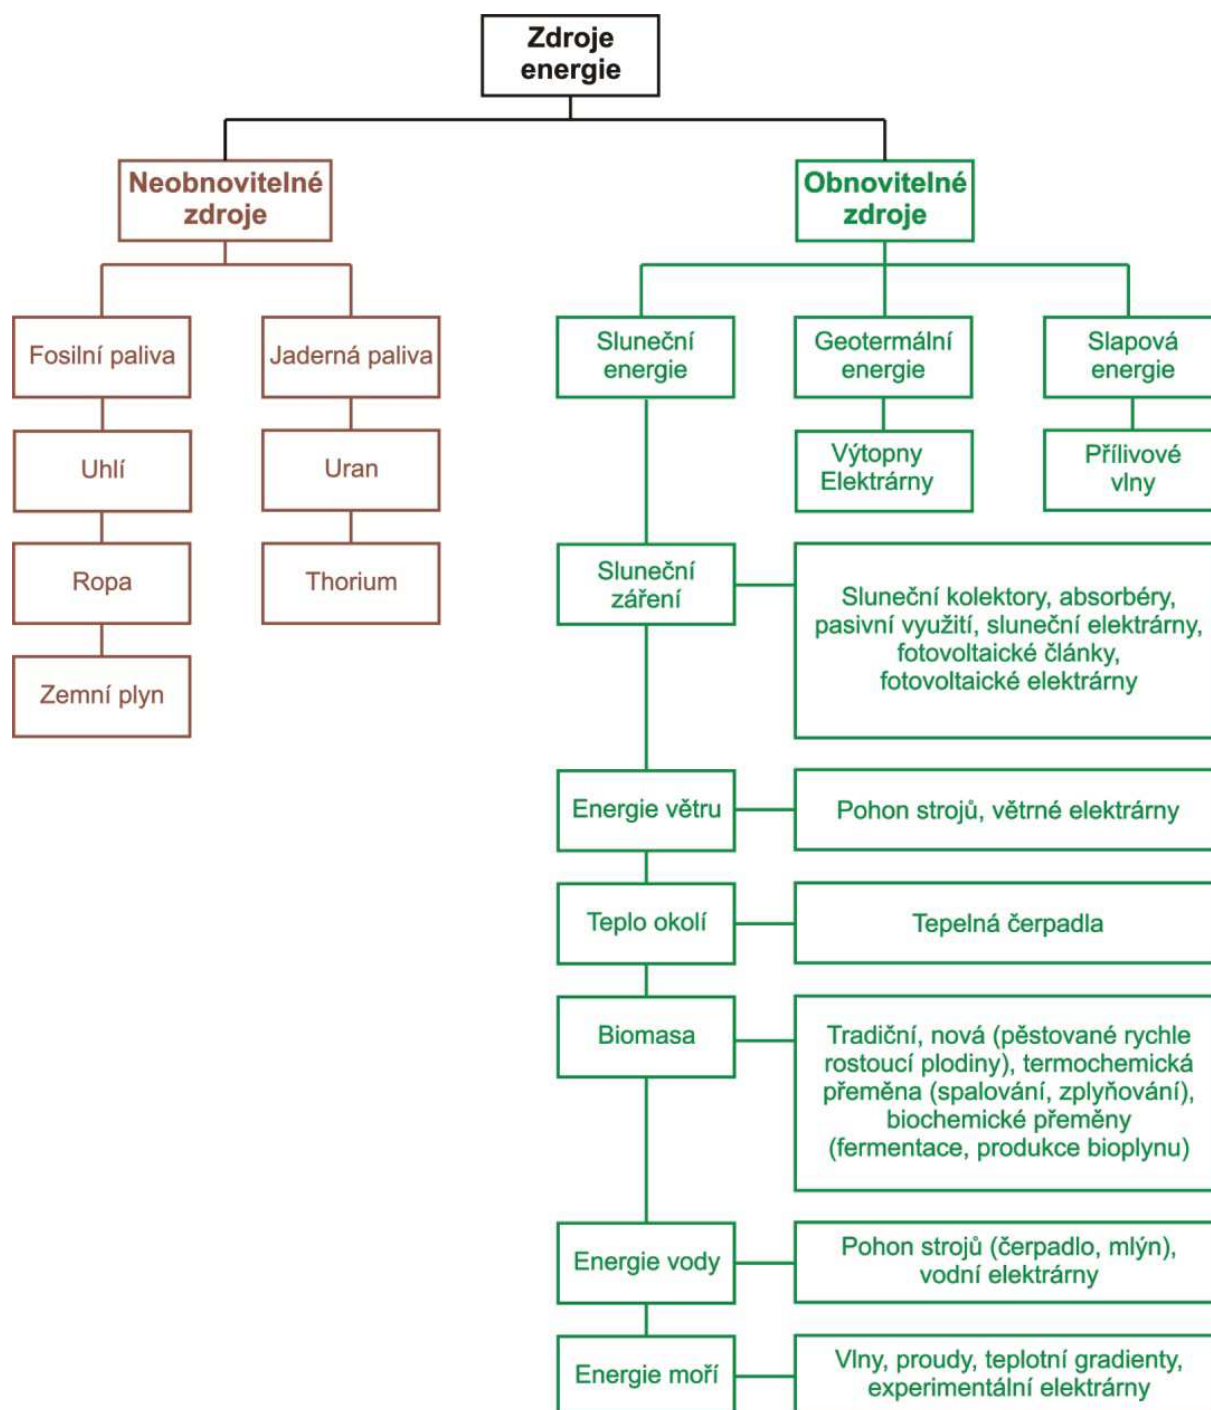 Zdroje
energie
Neobnovitelné
zdroje
Obnovitelné
zdroje
Fosilní paliva
Jaderná paliva
Sluneční
energie
Geotermální
energie
Slapová
energie
Uhlí
Uran
Výtopny
Elektrárny
Přílivové
vlny
Ropa
Thorium
Sluneční
záření
Sluneční kolektory, absorbéry,
pasivní využití, sluneční elektrárny,
fotovoltaické články,
fotovoltaické elektrárny
Zemní plyn
Energie větru
Pohon strojů, větrné elektrárny
Teplo okolí
Tepelná čerpadla
Biomasa
Tradiční, nová (pěstované rychle
rostoucí plodiny), termochemická
přeměna (spalování, zplyňování),
biochemické přeměny
(fermentace, produkce bioplynu)
Energie vody
Pohon strojů (čerpadlo, mlýn),
vodní elektrárny
Energie moří
Vlny, proudy, teplotní gradienty,
experimentální elektrárny